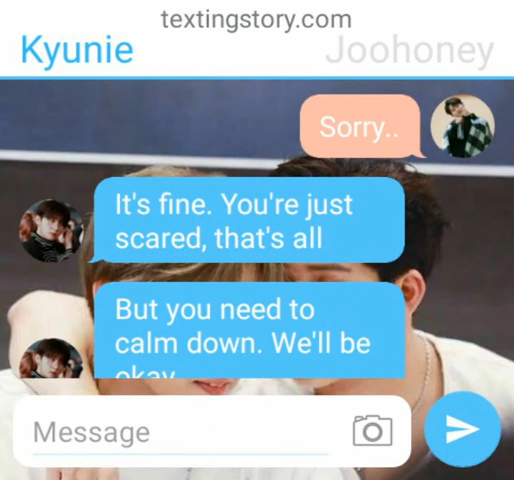 textingstory.com
Kyunie Joohoney
Sorry..
It's fine. You're just
scared, that's all
But you need to
calm down. We'll be
okay
Message